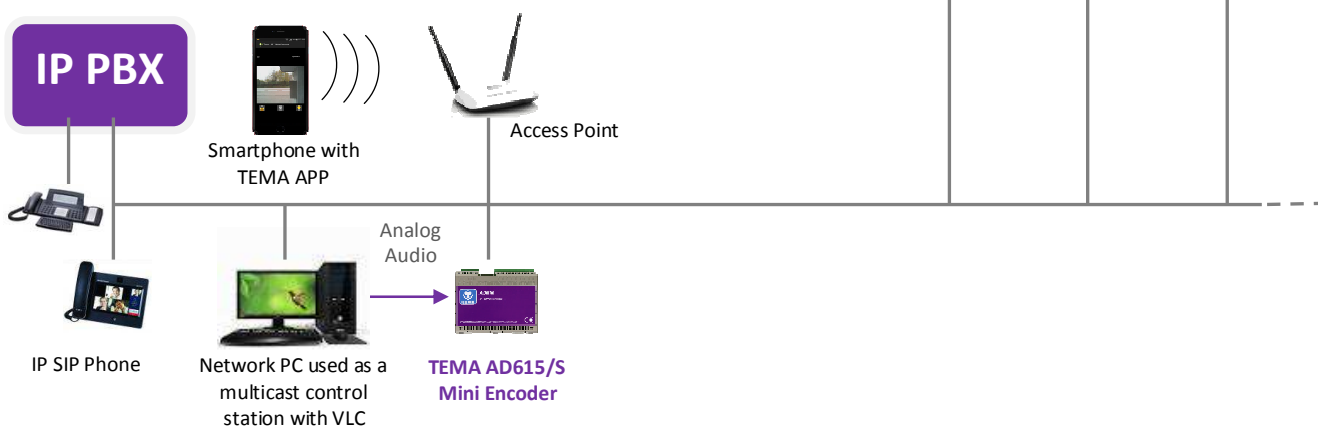 IP PBX
Smartphone with
TEMA APP
Access Point
Analog
Audio
IP SIP Phone
Network PC used as a
multicast control
station with VLC
TEMA AD615/S
Mini Encoder